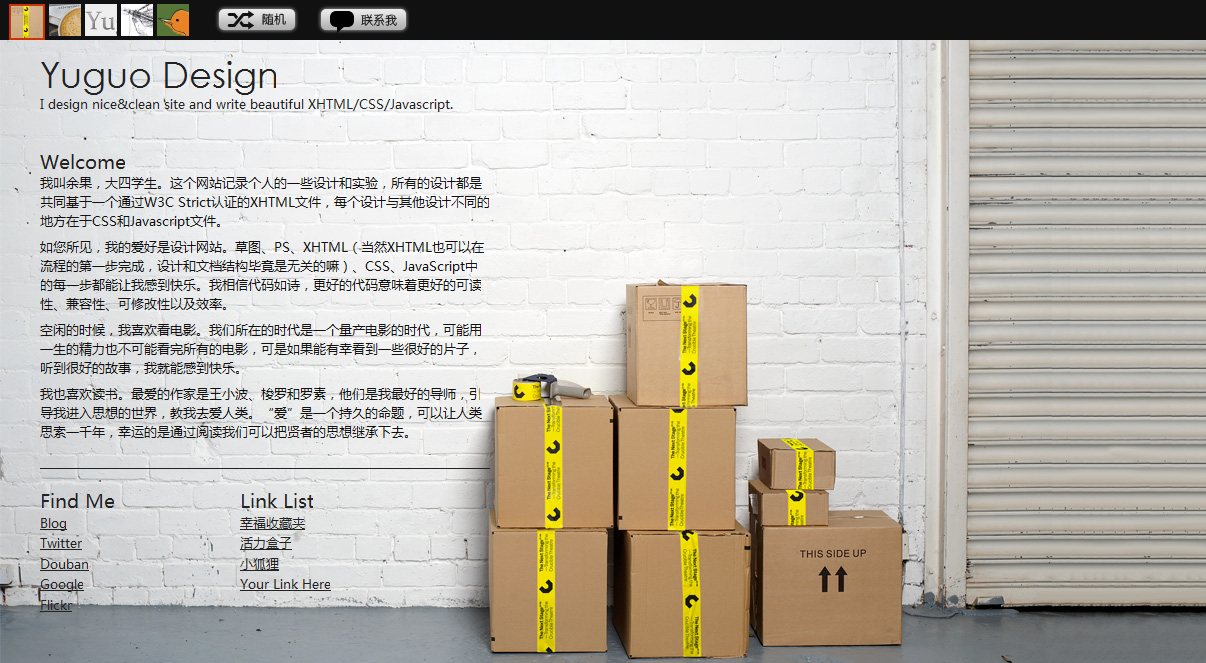 Yu
随机
联系我
Yuguo Design
I design nice&clean site and write beautiful XHTML/CSS/Javascript.
Welcome
我叫余果，大四学生。这个网站记录个人的一些设计和实验，所有的设计都是
共同基于一个通过W3C Strict认证的XHTML文件，每个设计与其他设计不同的
地方在于CSS和Javascript文件。
如您所见，我的爱好是设计网站。草图、PS、XHTML（当然XHTML也可以在
流程的第一步完成，设计和文档结构毕竟是无关的嘛）、CSS、JavaScript中
的每一步都能让我感到快乐。我相信代码如诗，更好的代码意味着更好的可读
性、兼容性、可修改性以及效率。
空闲的时候，我喜欢看电影。我们所在的时代是一个量产电影的时代，可能用
一生的精力也不可能看完所有的电影，可是如果能有幸看到一些很好的片子，
听到很好的故事，我就能感到快乐。
我也喜欢读书。最爱的作家是王小波、梭罗和罗素，他们是我最好的导师，引
导我进入思想的世界，教我去爱人类。“爱”是一个持久的命题，可以让人类
思索一千年，幸运的是通过阅读我们可以把贤者的思想继承下去。
Find Me
Blog
Twitter
Douban
Google
Flickr
Link List
幸福收藏夹
活力盒子
小狐狸
Your Link Here
The Next Stage
The Next Stage
The Next Stage
The Next Stage
The Next Stage
THIS SIDE UP